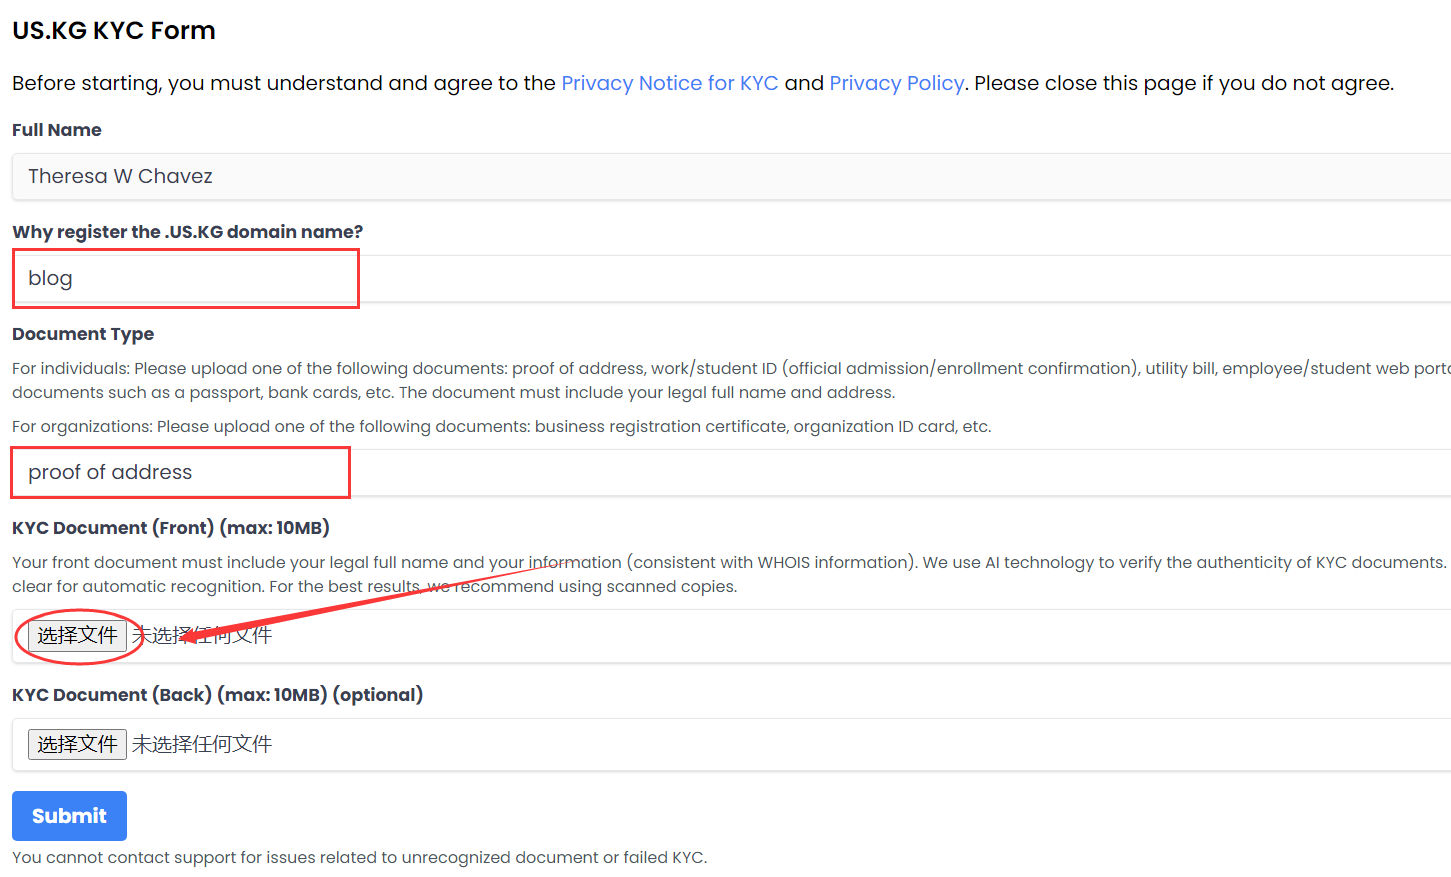 US.KG KYC Form
Before starting, you must understand and agree to the Privacy Notice for KYC and Privacy Policy. Please close this page if you do not agree.
Full Name
Theresa W Chavez
Why register the .US.KG domain name?
blog
Document Type
For individuals: Please upload one of the following documents: proof of address, work/student ID (official admission/enrollment confirmation), utility bill, employee/student web
documents such as a passport, bank cards, etc. The document must include your legal full name and address.
For organizations: Please upload one of the following documents: business registration certificate, organization ID card, etc.
proof of address
KYC Document (Front) (max: 10MB)
Your front document must include your legal full name and your information (consistent with WHOIS information). We use AI technology to verify the authenticity of KYC documents.
clear for automatic recognition. For the best results, we recommend using scanned copies.
选择文件 未选择任何文件
KYC Document (Back) (max: 10MB) (optional)
选择文件 未选择任何文件
Submit
You cannot contact support for issues related to unrecognized document or failed KYC.